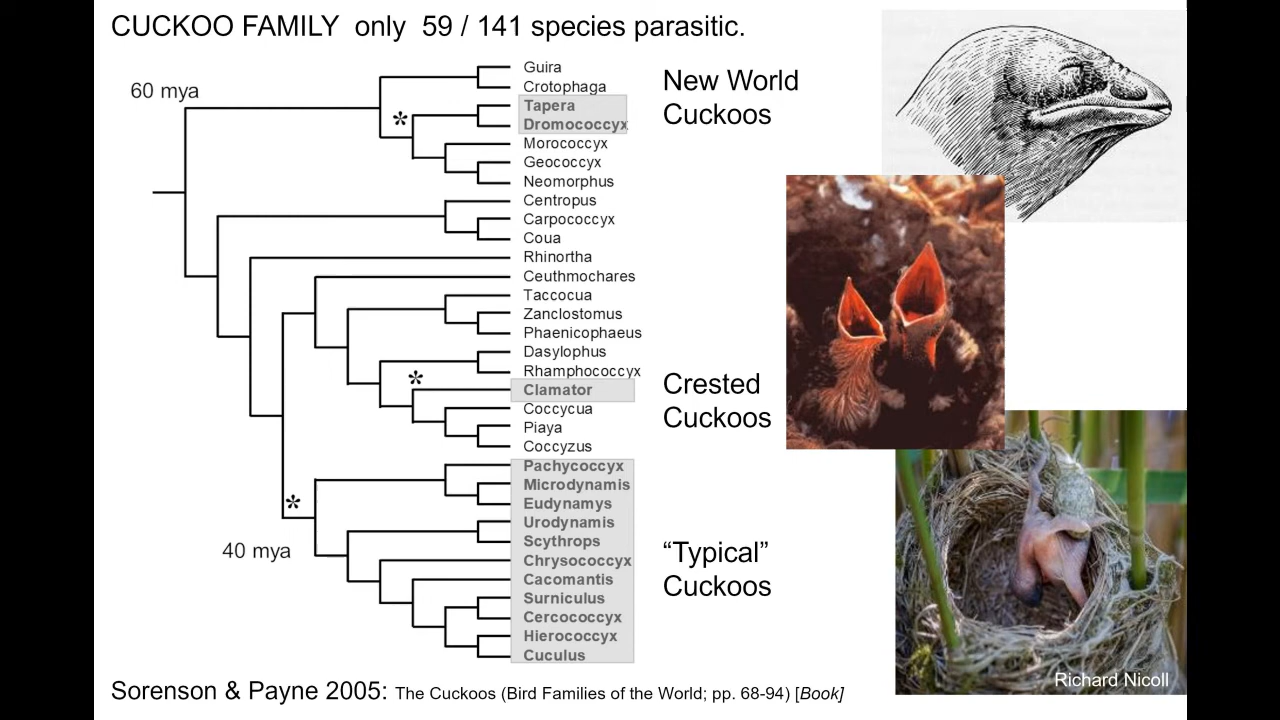 CUCKOO FAMILY only 59 / 141 species parasitic.
60 mya
Guira
Crotophaga
*
Tapera
Dromococcyx
Morococcyx
Geococcyx
Neomorphus
New World
Cuckoos
Centropus
Carpococcyx
Coua
Rhinortha
Ceuthmochares
Taccocua
Zanclostomus
Phaenicophaeus
Dasylophus
Rhamphococcyx
*
Clamator
Coccycua
Piaya
Coccyzus
Crested
Cuckoos
*
40 mya
Pachycoccyx
Microdynamis
Eudynamys
Urodynamis
Scythrops
Chrysococcyx
Cacomantis
Surniculus
Cercococcyx
Hierococcyx
Cuculus
“Typical”
Cuckoos
Richard Nicoll
Sorenson & Payne 2005: The Cuckoos (Bird Families of the World; pp. 68-94) [Book]